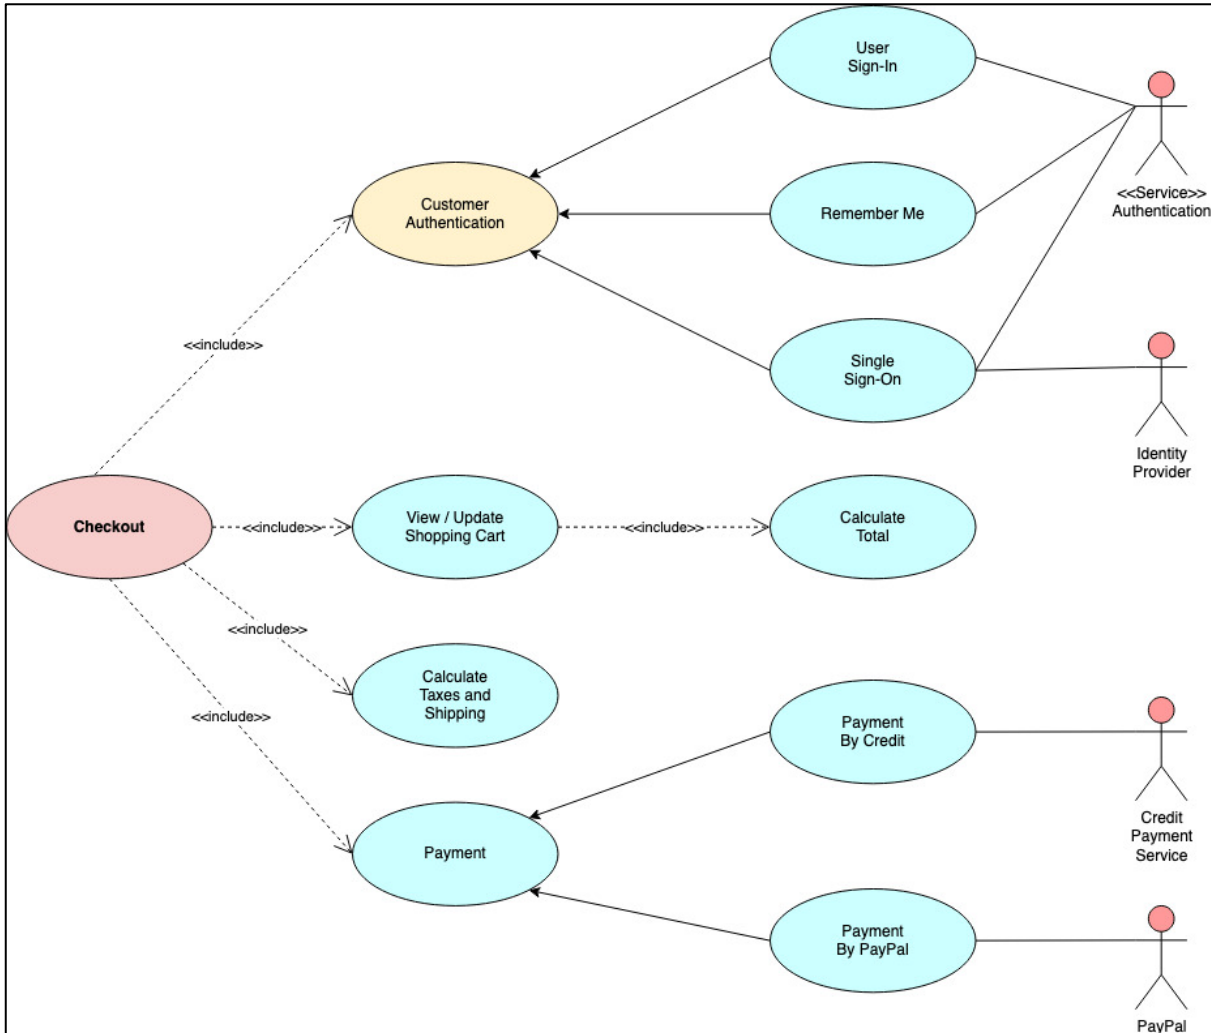 User
Sign-In
<<Service>>
Authentication
Customer
Authentication
Remember Me
<<include>>
Single
Sign-On
Identity
Provider
Checkout
<<include>>
View / Update
Shopping Cart
<<include>>
Calculate
Total
<<include>>
Calculate
Taxes and
Shipping
<<include>>
Payment
By Credit
Credit
Payment
Service
Payment
Payment
By PayPal
PayPal